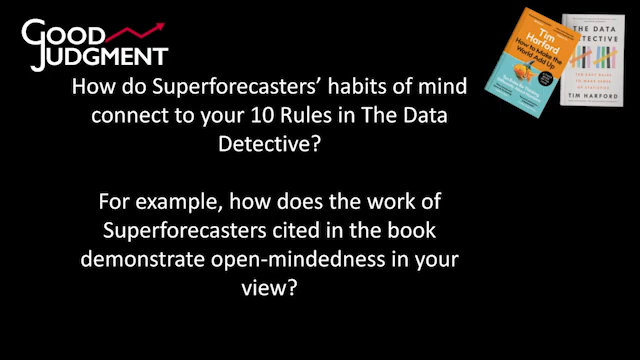 GOOD
JUDGMENT
Tim
Harford
How to Make the
World Add Up
THE DATA
DETECTIVE
TIM HARFORD
How do Superforecasters’ habits of mind
connect to your 10 Rules in The Data
Detective?
For example, how does the work of
Superforecasters cited in the book
demonstrate open-mindedness in your
view?